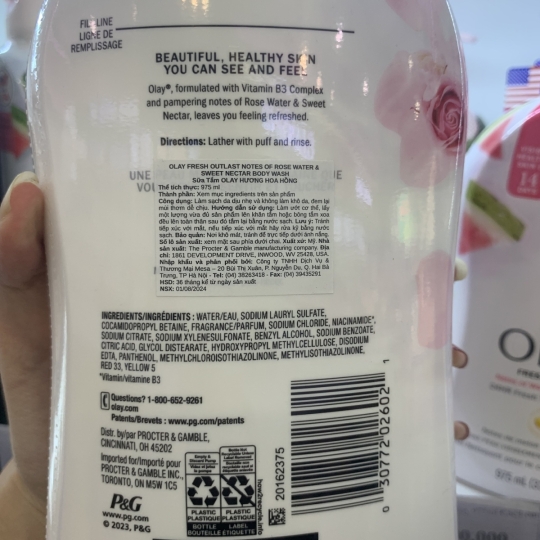 FILL LINE
LIGNE DE
REMPLISSAGE
BEAUTIFUL, HEALTHY SKIN
YOU CAN SEE AND FEEL
Olay®, formulated with Vitamin B3 Complex
and pampering notes of Rose Water & Sweet
Nectar, leaves you feeling refreshed.
Directions: Lather with puff and rinse.
OLAY FRESH OUTLAST NOTES OF ROSE WATER &
SWEET NECTAR BODY WASH
Sữa Tắm OLAY HƯƠNG HOA HỒNG
Thể tích thực: 975 ml
Thành phần: Xem mục ingredients trên sản phẩm
Công dụng: Làm sạch da dịu nhẹ và không làm khô da, đem lại
mùi thơm dễ chịu. Hướng dẫn sử dụng: Làm ướt cơ thể, lấy
một lượng vừa đủ sản phẩm lên khăn tắm hoặc bông tắm xoa
đều lên toàn thân sau đó tắm lại bằng nước sạch. Lưu ý: Tránh
tiếp xúc với mắt, nếu tiếp xúc với mắt hãy rửa kỹ bằng nước
sạch. Bảo quản: Nơi khô mát, tránh để trực tiếp dưới ánh nắng.
Số lô sản xuất: xem mặt sau phía dưới chai. Xuất xứ: Mỹ. Nhà
sản xuất: The Procter & Gamble manufacturing company. Địa
chỉ: 1861 DEVELOPMENT DRIVE, INWOOD, WV 25428, USA.
Nhập khẩu và phân phối bởi: Công ty TNHH Dịch Vụ &
Thương Mại Mesa – 20 Bùi Thị Xuân, P. Nguyễn Du, Q. Hai Bà
Trưng, TP Hà Nội - Tel: (04) 38263418 - Fax: (04) 39435291
HSD: 36 tháng kể từ ngày sản xuất
NSX: 01/08/2024
INGREDIENTS/INGRÉDIENTS : WATER/EAU, SODIUM LAURYL SULFATE,
COCAMIDOPROPYL BETAINE, FRAGRANCE/PARFUM, SODIUM CHLORIDE, NIACINAMIDE*,
SODIUM CITRATE, SODIUM XYLENESULFONATE, BENZYL ALCOHOL, SODIUM BENZOATE,
CITRIC ACID, GLYCOL DISTEARATE, HYDROXYPROPYL METHYLCELLULOSE, DISODIUM
EDTA, PANTHENOL, METHYLCHLOROISOTHIAZOLINONE, METHYLISOTHIAZOLINONE,
RED 33, YELLOW 5
*Vitamin/vitamine B3
Questions? 1-800-652-9261
olay.com
Patents/Brevets : www.pg.com/patents
Distr. by/par PROCTER & GAMBLE,
CINCINNATI, OH 45202
Imported for/Importé pour
PROCTER & GAMBLE INC.,
TORONTO, ON M5W 1C5
P&G
www.pg.com
© 2023, P&G
PLASTIC
PLASTIQUE
BOTTLE
BOUTEILLE
PLASTIC
PLASTIQUE
LABEL
ÉTIQUETTE
how2recycle.info
20162375
0 30772 02602 1